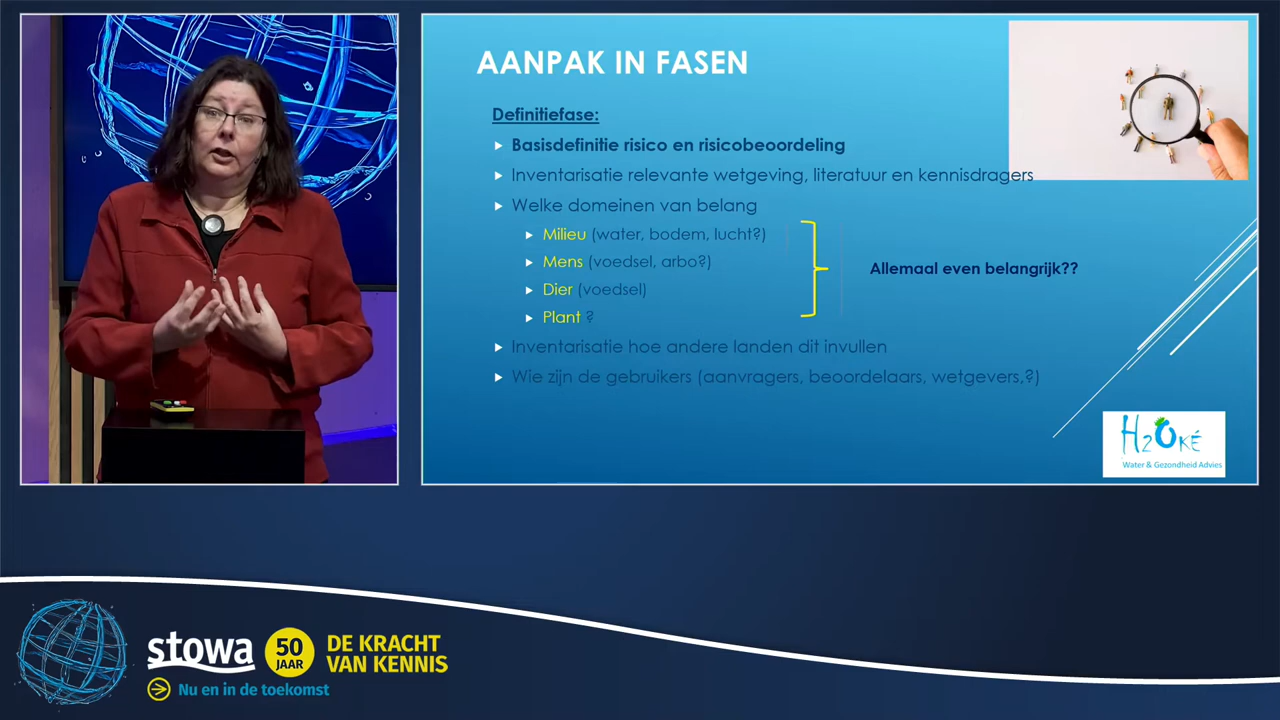 AANPAK IN FASEN
Definitiefase:
Basisdefinitie risico en risicobeoordeling
Inventarisatie relevante wetgeving, literatuur en kennisdragers
Welke domeinen van belang
Milieu (water, bodem, lucht?)
Mens (voedsel, arbo?)
Dier (voedsel)
Plant ?
Allemaal even belangrijk??
Inventarisatie hoe andere landen dit invullen
Wie zijn de gebruikers (aanvragers, beoordelaars, wetgevers,?)
H2OKÉ
Water & Gezondheid Advies
stowa
50
JAAR
DE KRACHT
VAN KENNIS
Nu en in de toekomst